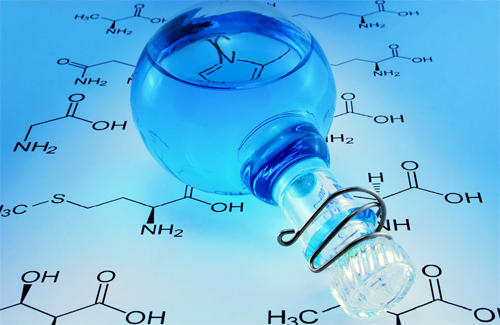 O O
H₃C OH OH
NH₂ NH₂
O O
OH
NH₂ NH₂
O O
OH OH
NH₂ NH₂
H O
S O OH
₃C OH NH
NH₂
OH O O
OH H₃C